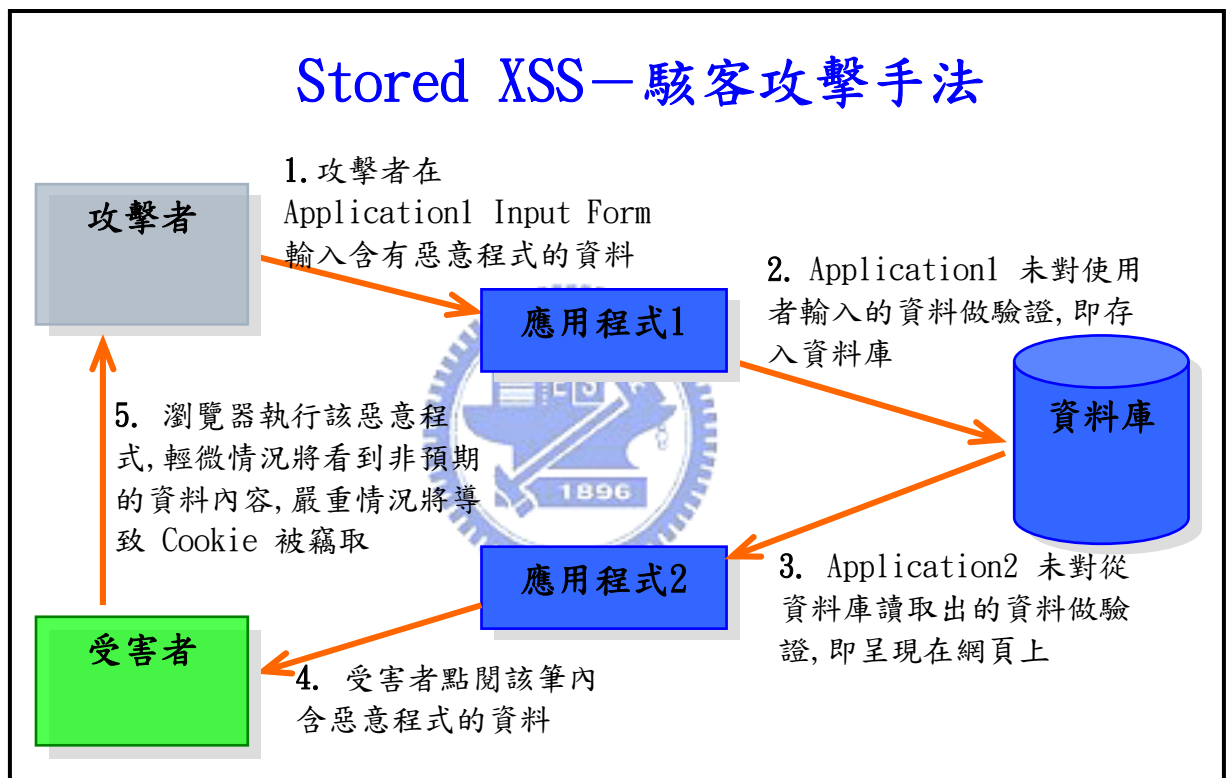 Stored XSS－駭客攻擊手法
攻擊者
1.攻擊者在
Application1 Input Form
輸入含有惡意程式的資料
應用程式1
2. Application1 未對使用
者輸入的資料做驗證,即存
入資料庫
資料庫
5. 瀏覽器執行該惡意程
式,輕微情況將看到非預期
的資料內容,嚴重情況將導
致 Cookie 被竊取
1896
應用程式2
3. Application2 未對從
資料庫讀取出的資料做驗
證,即呈現在網頁上
受害者
4. 受害者點閱該筆內
含惡意程式的資料